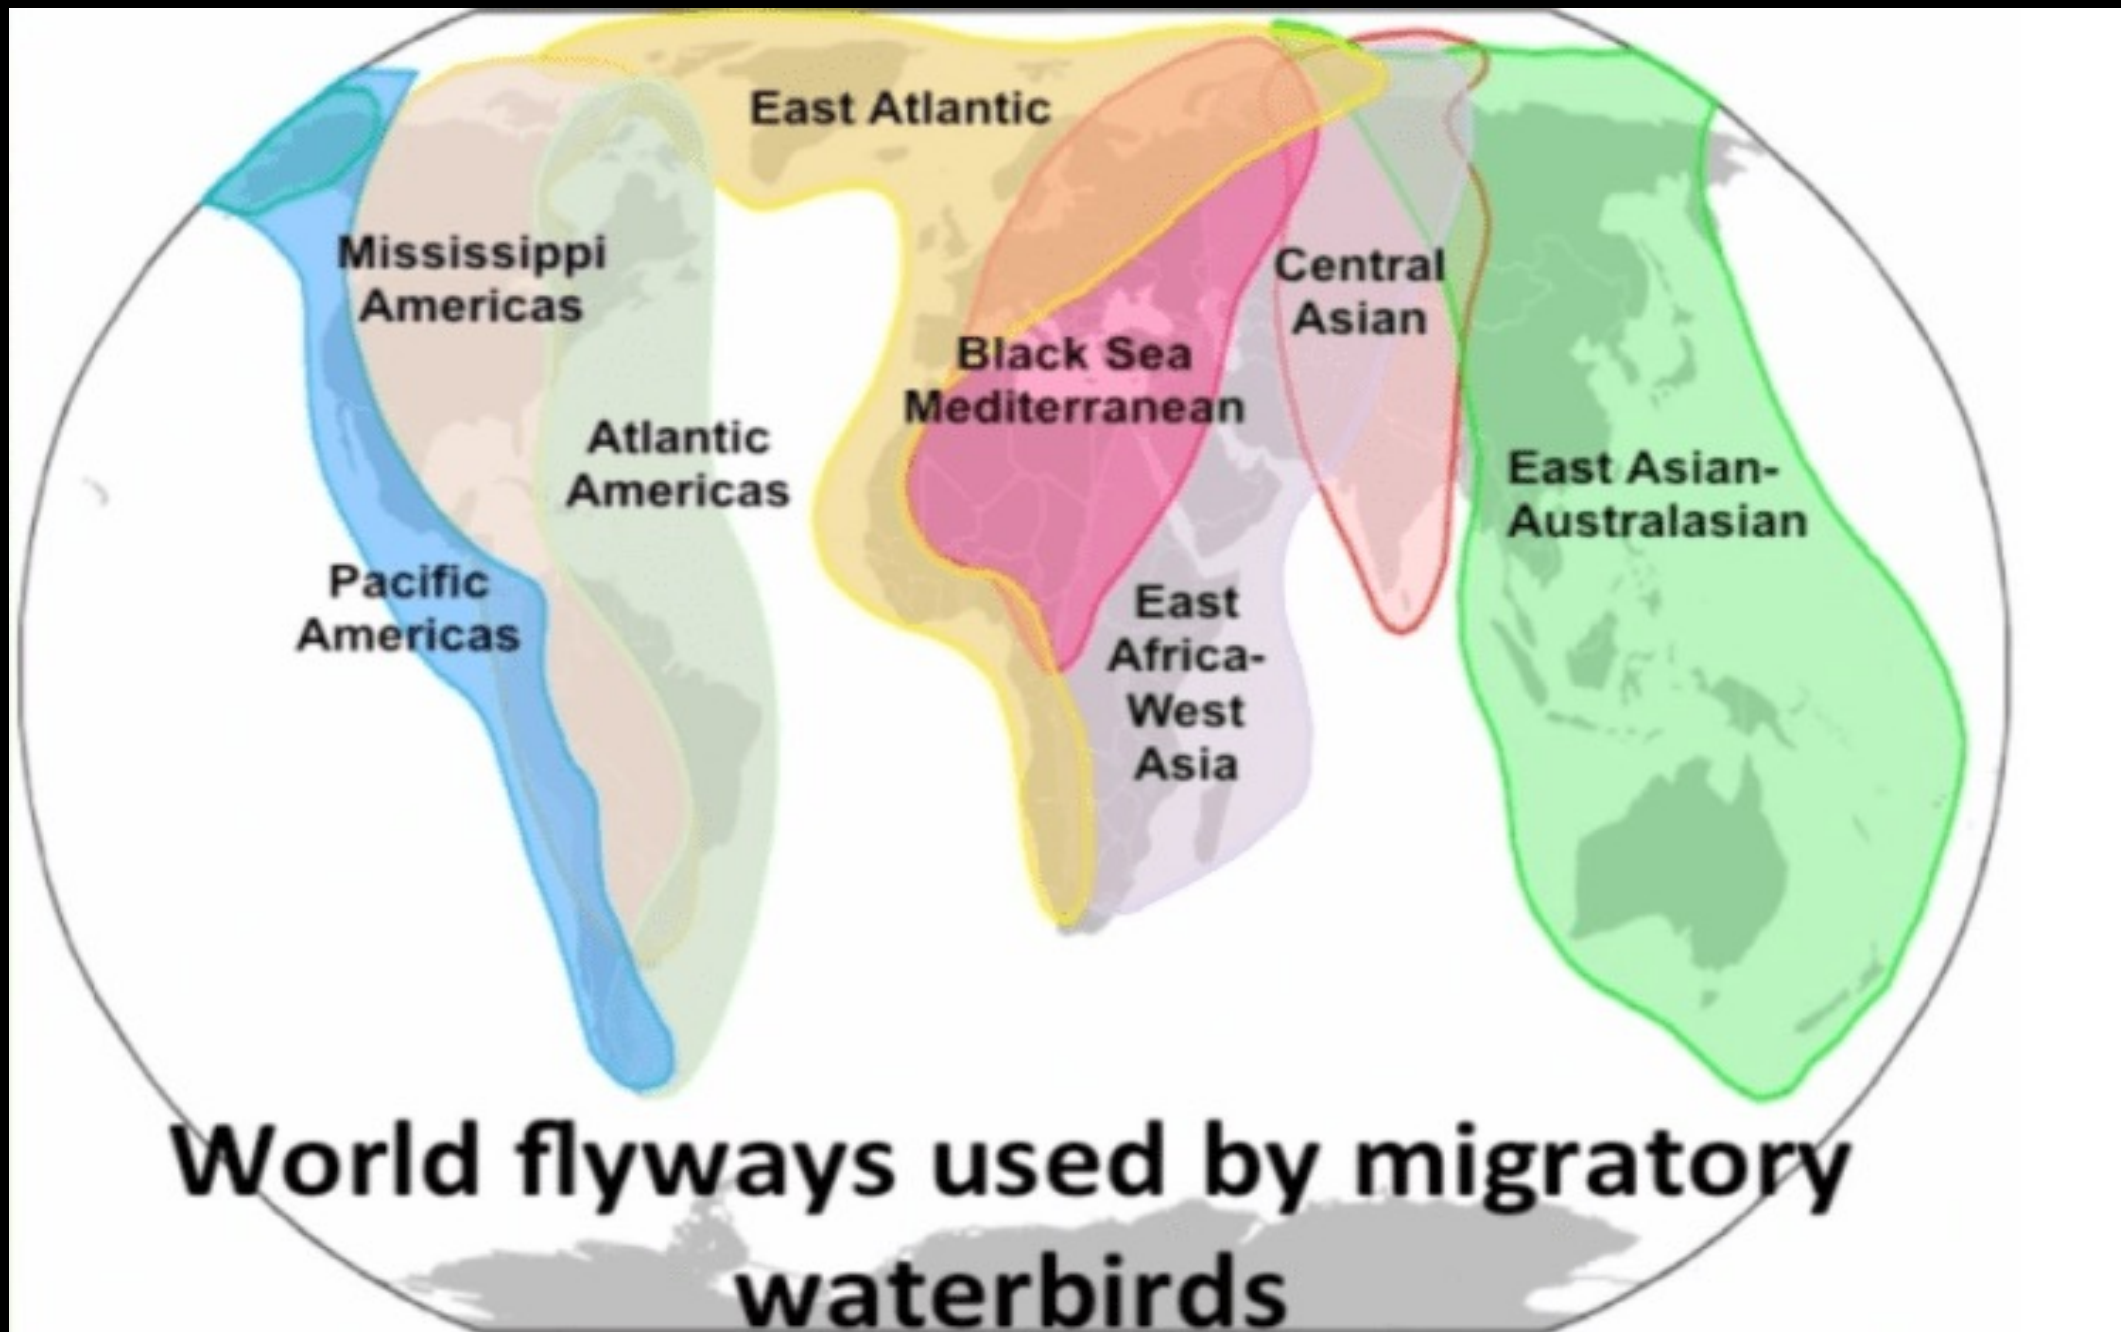 East Atlantic
Mississippi
Americas
Central
Asian
Black Sea
Mediterranean
Atlantic
Americas
East Asian-
Australasian
Pacific
Americas
East
Africa-
West
Asia
World flyways used by migratory
waterbirds